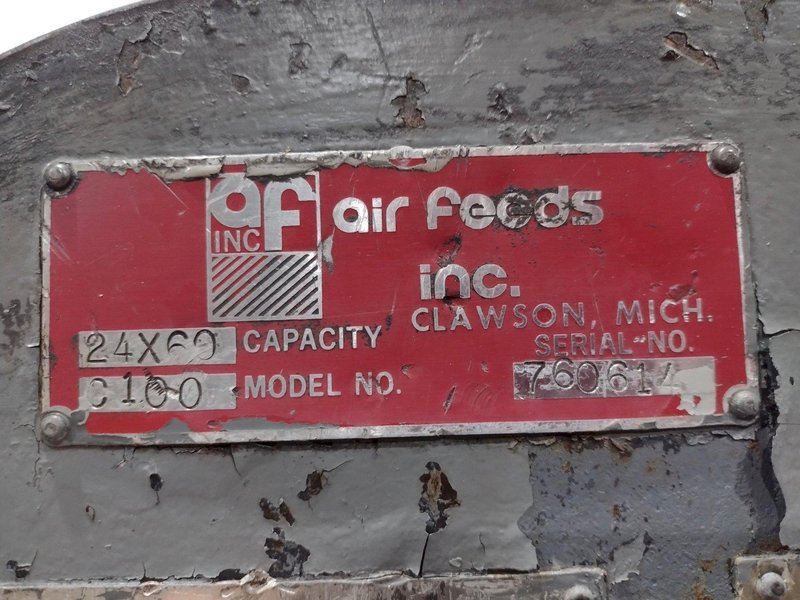 af
INC
air feeds
inc.
CLAWSON, MICH.
24X60 CAPACITY
SERIAL-NO.
C100 MODEL NO.
760614